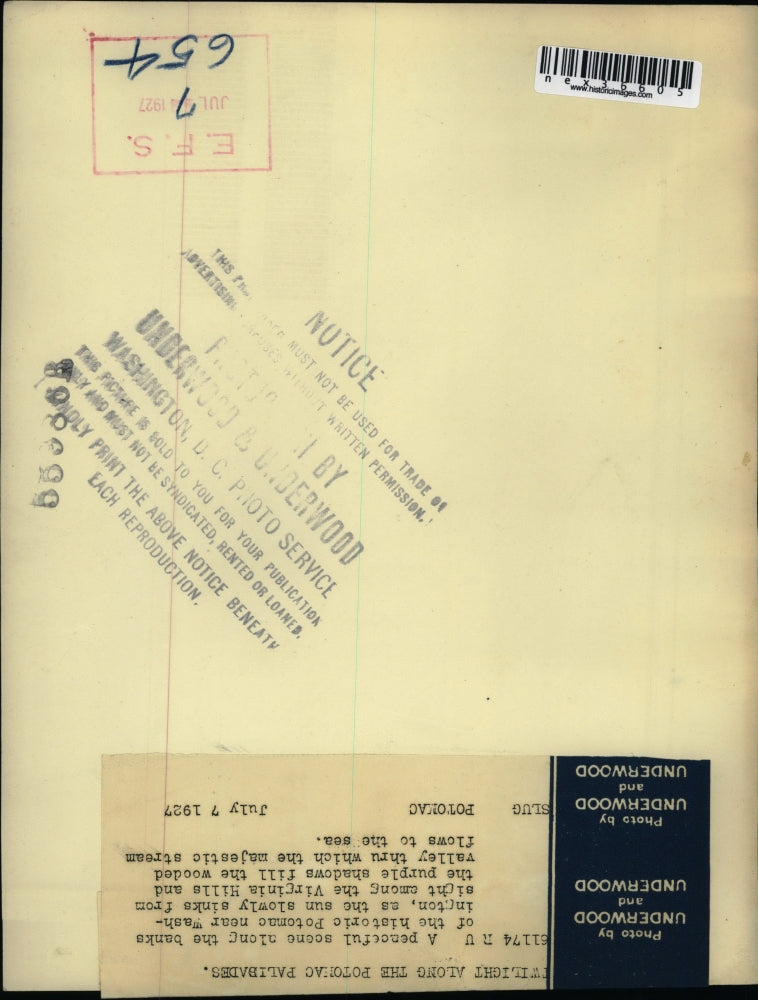 654
JUL 1927
7
E.F.S.
nex36605
www.historicimages.com
NOTICE
MUST NOT BE USED FOR TRADE OR
ADVERTISING WITHOUT WRITTEN PERMISSION.
BY
UNDERWOOD & UNDERWOOD
WASHINGTON, D. C. PHOTO SERVICE
THIS PICTURE IS SOLD TO YOU FOR YOUR PUBLICATION
ONLY AND MUST NOT BE SYNDICATED, RENTED OR LOANED,
KINDLY PRINT THE ABOVE NOTICE BENEATH
EACH REPRODUCTION.
TWILIGHT ALONG THE POTOMAC PALISADES.
61174 R U A peaceful scene along the banks
of the historic Potomac near Wash-
ington, as the sun slowly sinks from
sight among the Virginia Hills and
the purple shadows fill the wooded
valley thru which the majestic stream
flows to the sea.
SLUG POTOMAC July 7 1927
Photo by
UNDERWOOD
and
UNDERWOOD
Photo by
UNDERWOOD
and
UNDERWOOD